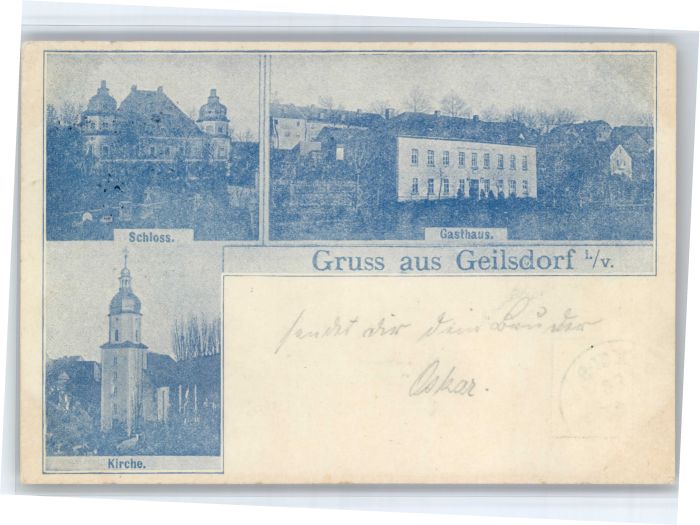 Schloss.
Gasthaus.
Gruss aus Geilsdorf i./v.
sendet dir dein Bruder
Oskar.
Kirche.